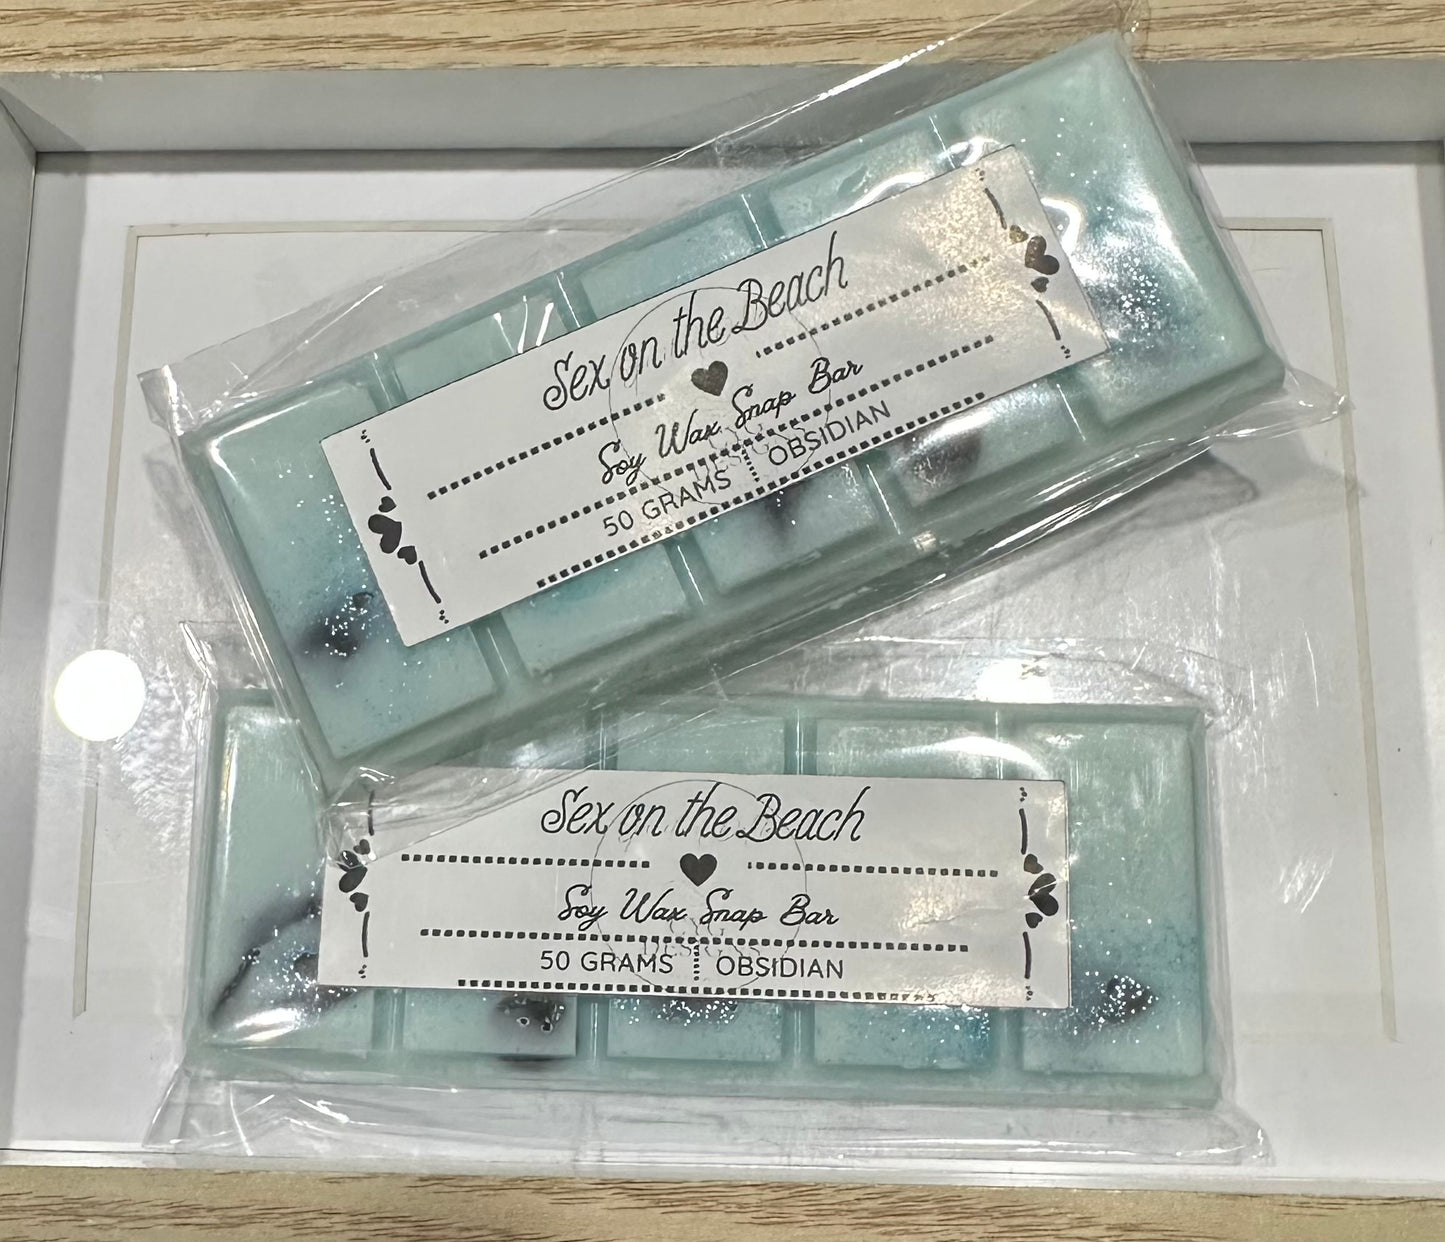 Sex on the Beach
Soy Wax Snap Bar
50 GRAMS OBSIDIAN
Sex on the Beach
Soy Wax Snap Bar
DESIGNS
50 GRAMS OBSIDIAN